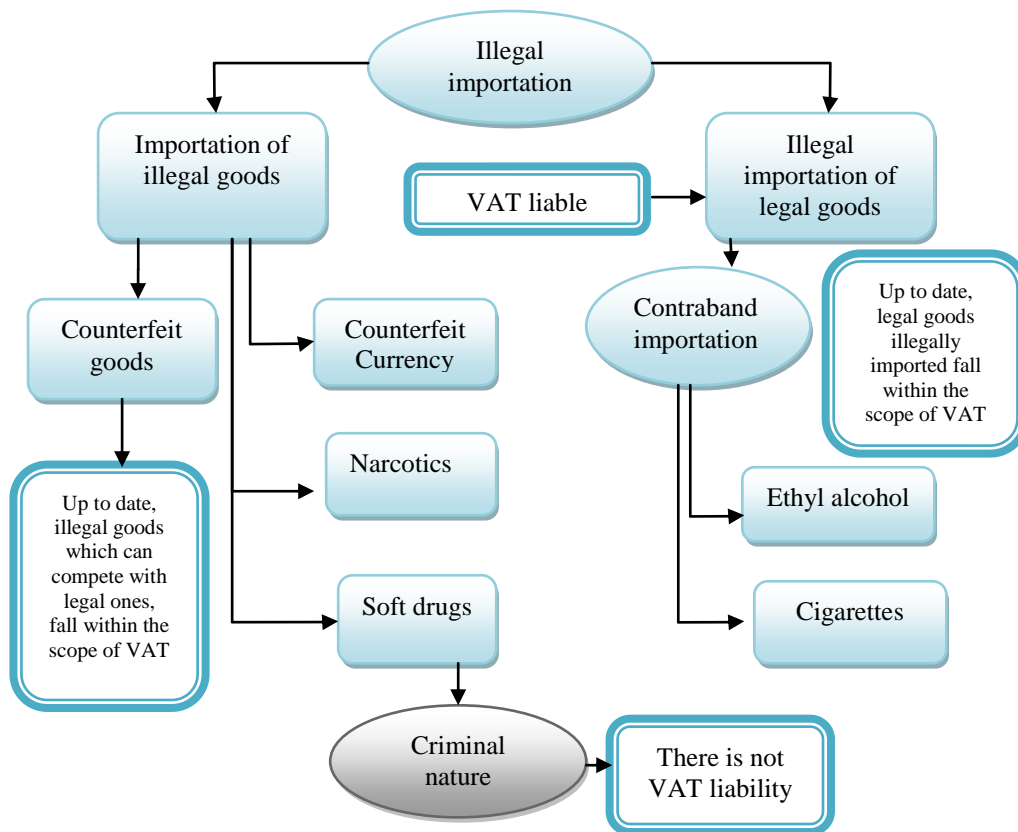 Illegal
importation
Importation of
illegal goods
VAT liable
Illegal
importation of
legal goods
Counterfeit
goods
Counterfeit
Currency
Contraband
importation
Up to date,
legal goods
illegally
imported fall
within the
scope of VAT
Narcotics
Ethyl alcohol
Up to date,
illegal goods
which can
compete with
legal ones,
fall within the
scope of VAT
Soft drugs
Cigarettes
Criminal
nature
There is not
VAT liability